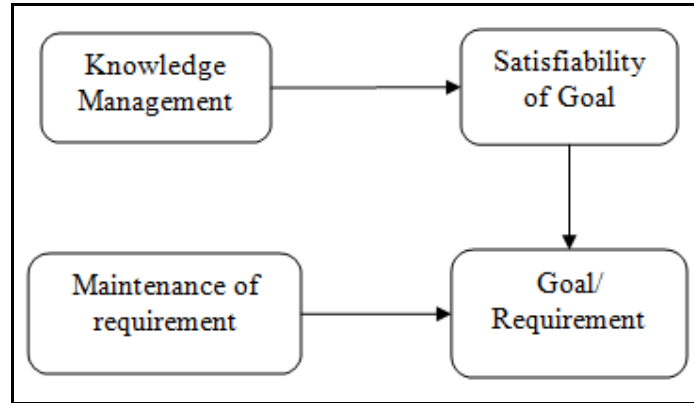 Knowledge
Management
Satisfiability
of Goal
Maintenance of
requirement
Goal/
Requirement